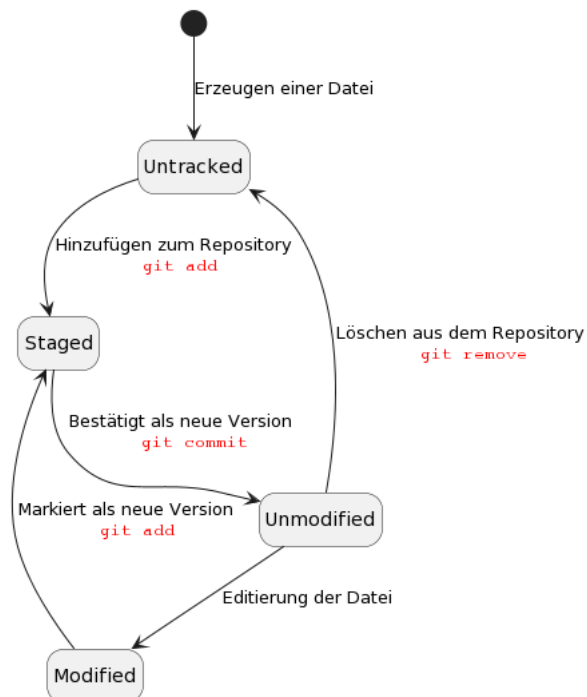 Erzeugen einer Datei
Untracked
Hinzufügen zum Repository
git add
Staged
Löschen aus dem Repository
git remove
Bestätigt als neue Version
git commit
Markiert als neue Version
git add
Unmodified
Editierung der Datei
Modified